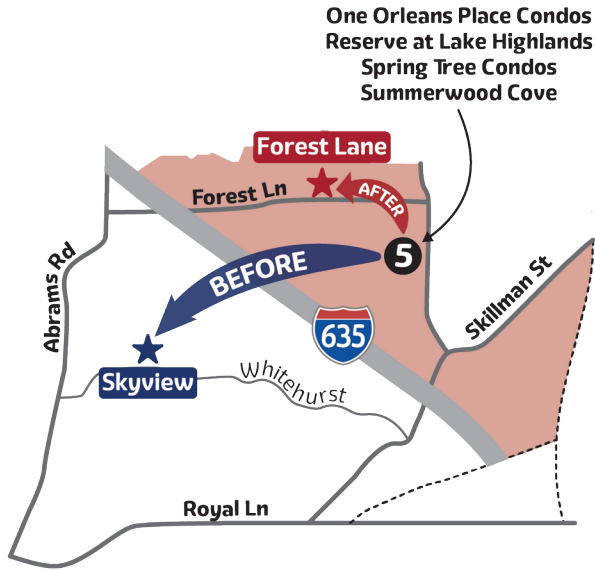 One Orleans Place Condos
Reserve at Lake Highlands
Spring Tree Condos
Summerwood Cove
Forest Lane
Forest Ln
AFTER
5
BEFORE
Abrams Rd
Skillman St
635
Skyview
Whitehurst
Royal Ln